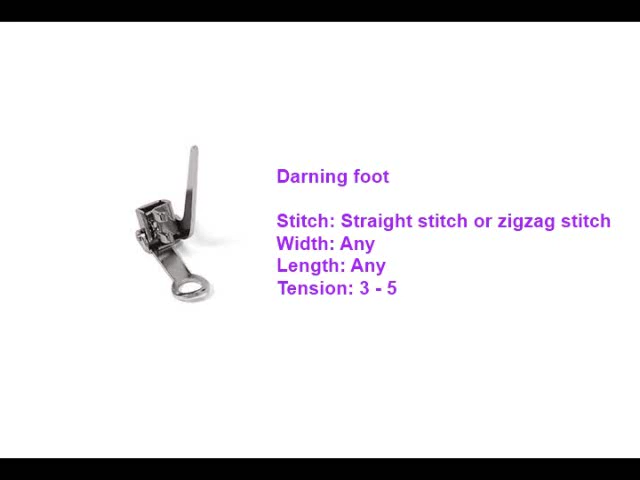 Darning foot
Stitch: Straight stitch or zigzag stitch
Width: Any
Length: Any
Tension: 3 - 5